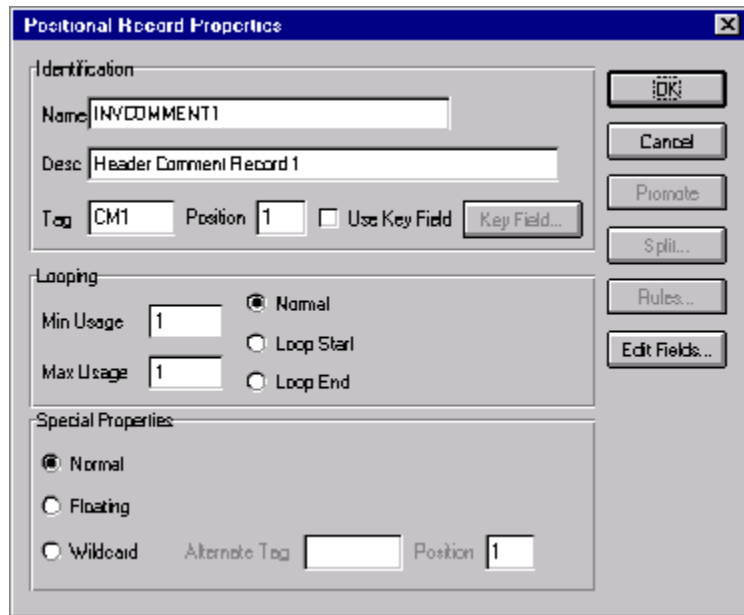 Positional Record Properties
Identification
Name INVCOMMENT1
Desc Header Comment Record 1
Tag CM1 Position 1 Use Key Field Key Field...
OK
Cancel
Promote
Split...
Rules...
Edit Fields...
Looping
Min Usage 1
Max Usage 1
Normal
Loop Start
Loop End
Special Properties
Normal
Floating
Wildcard Alternate Tag Position 1